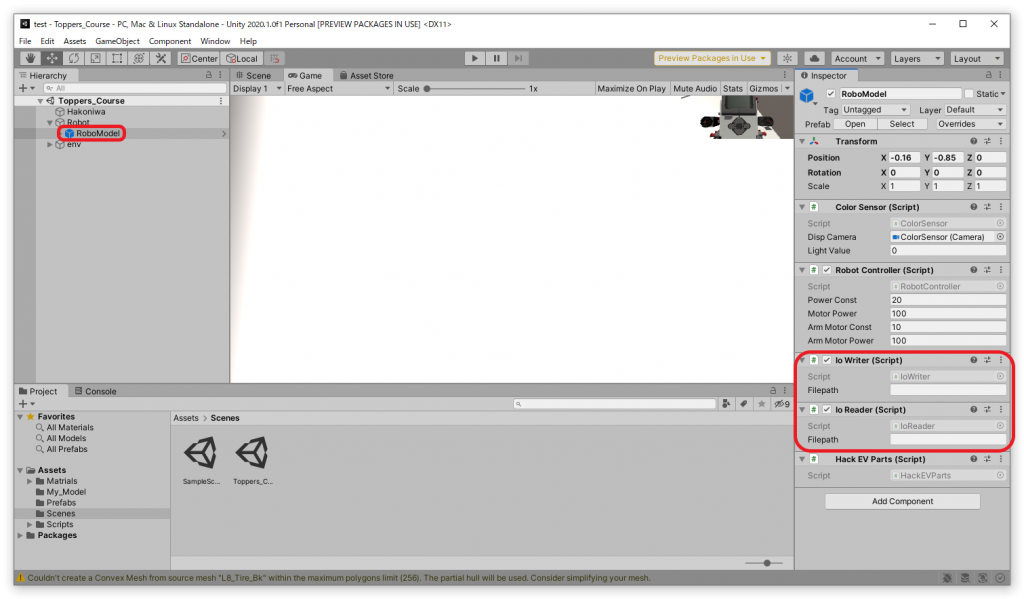 test - Toppers_Course - PC, Mac & Linux Standalone - Unity 2020.1.0f1 Personal [PREVIEW PACKAGES IN USE] <DX11>
File Edit Assets GameObject Component Window Help
Center Local Preview Packages in Use Account Layers Layout
Hierarchy
All
Toppers_Course
Hakoniwa
Robot
RoboModel
env
Scene Game Asset Store
Display 1 Free Aspect Scale 1x Maximize On Play Mute Audio Stats Gizmos
Inspector
RoboModel Static
Tag Untagged Layer Default
Prefab Open Select Overrides
Transform
Position X -0.16 Y -0.85 Z 0
Rotation X 0 Y 0 Z 0
Scale X 1 Y 1 Z 1
Color Sensor (Script)
Script ColorSensor
Disp Camera ColorSensor (Camera)
Light Value 0
Robot Controller (Script)
Script RobotController
Power Const 20
Motor Power 100
Arm Motor Const 10
Arm Motor Power 100
Io Writer (Script)
Script IoWriter
Filepath
Io Reader (Script)
Script IoReader
Filepath
Hack EV Parts (Script)
Script HackEVParts
Add Component
Project Console
9
Favorites
All Materials
All Models
All Prefabs
Assets
Matrials
My_Model
Prefabs
Scenes
Scripts
Packages
Assets > Scenes
SampleSc... Toppers_C...
Couldn't create a Convex Mesh from source mesh "L8_Tire_Bk" within the maximum polygons limit (256). The partial hull will be used. Consider simplifying your mesh.